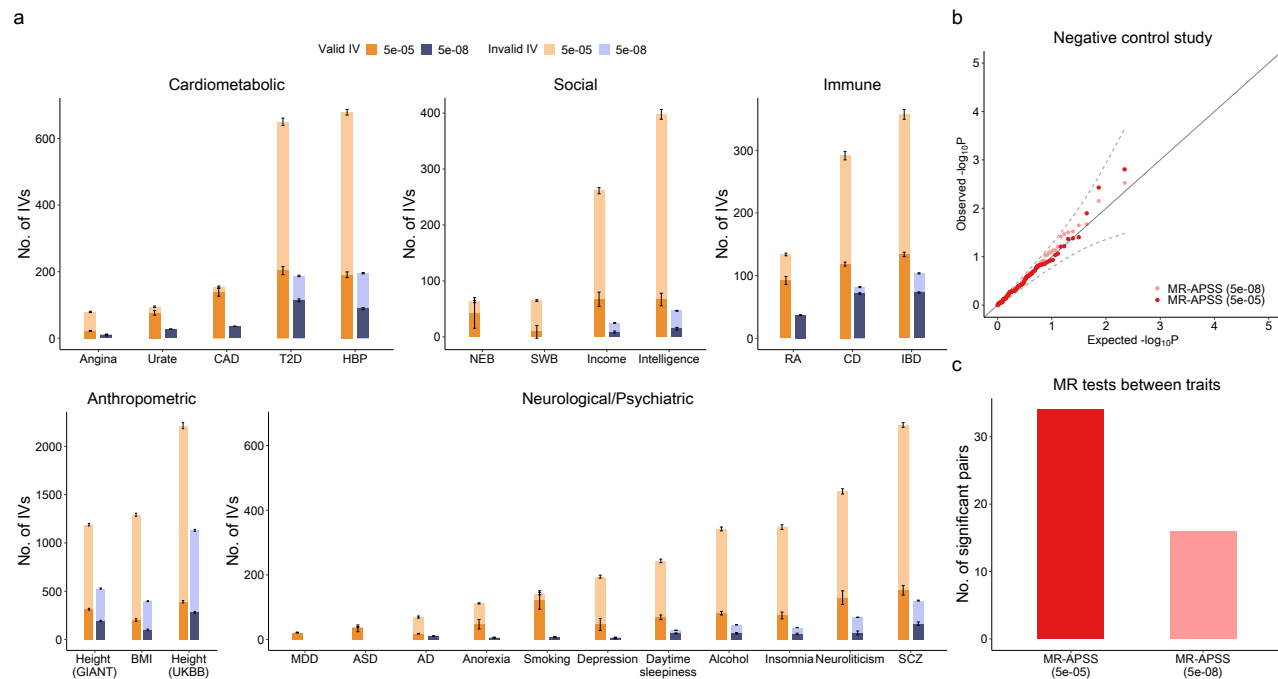 a
Valid IV 5e-05 5e-08 Invalid IV 5e-05 5e-08
Cardiometabolic
No. of IVs
600
400
200
0
Angina Urate CAD T2D HBP
Social
No. of IVs
400
300
200
100
0
NEB SWB Income Intelligence
Immune
No. of IVs
300
200
100
0
RA CD IBD
Anthropometric
No. of IVs
2000
1500
1000
500
0
Height (GIANT) BMI Height (UKBB)
Neurological/Psychiatric
No. of IVs
600
400
200
0
MDD ASD AD Anorexia Smoking Depression Daytime sleepiness Alcohol Insomnia Neuroliticism SCZ
b
Negative control study
Observed -log10P
5
4
3
2
1
0
MR-APSS (5e-08)
MR-APSS (5e-05)
0 1 2 3 4 5
Expected -log10P
c
MR tests between traits
No. of significant pairs
30
20
10
0
MR-APSS (5e-05)
MR-APSS (5e-08)